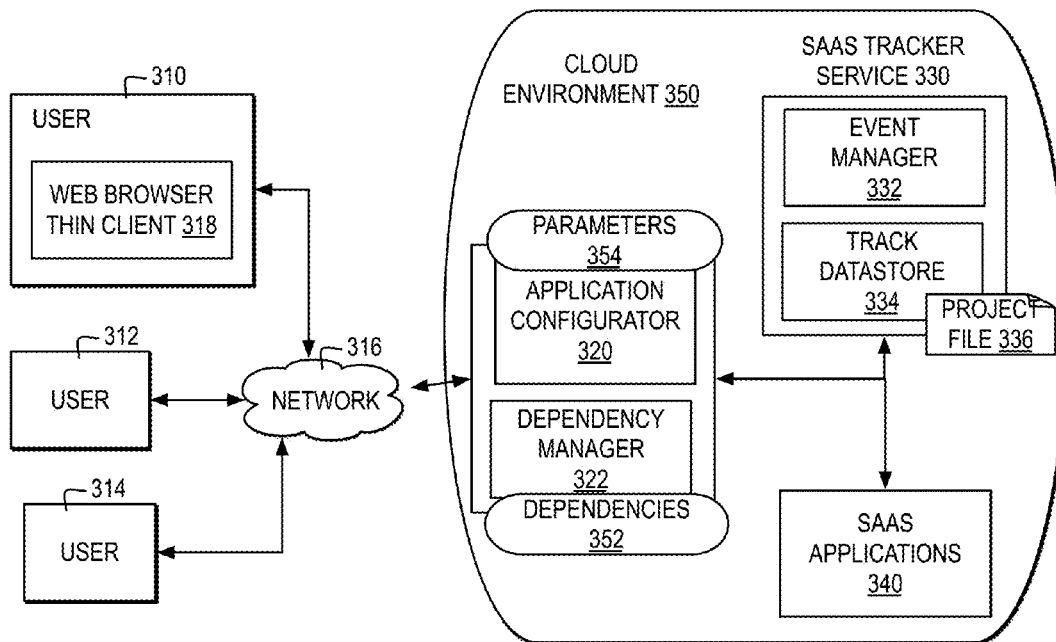 310
USER
WEB BROWSER
THIN CLIENT 318
312
USER
314
USER
316
NETWORK
CLOUD
ENVIRONMENT 350
PARAMETERS
354
APPLICATION
CONFIGURATOR
320
DEPENDENCY
MANAGER
322
DEPENDENCIES
352
SAAS TRACKER
SERVICE 330
EVENT
MANAGER
332
TRACK
DATASTORE
334
PROJECT
FILE 336
SAAS
APPLICATIONS
340